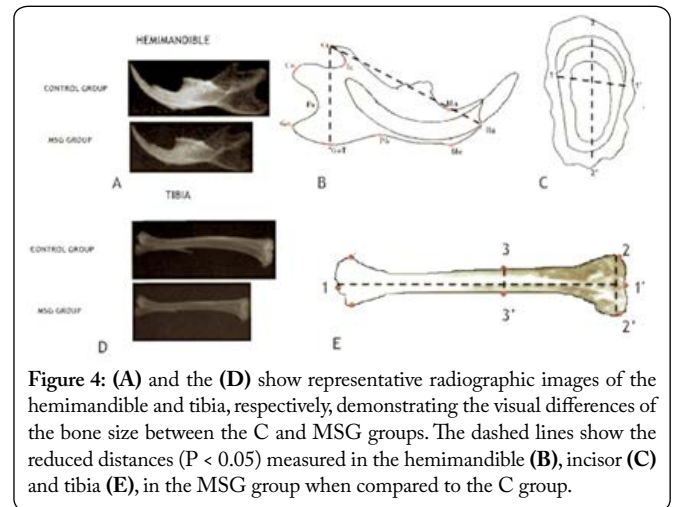 HEMIMANDIBLE
CONTROL GROUP
MSG GROUP
A
B
1
1'
2'
C
TIBIA
CONTROL GROUP
MSG GROUP
D
1
3
3'
2
1'
2'
E
Figure 4: (A) and the (D) show representative radiographic images of the
hemimandible and tibia, respectively, demonstrating the visual differences of
the bone size between the C and MSG groups. The dashed lines show the
reduced distances (P < 0.05) measured in the hemimandible (B), incisor (C)
and tibia (E), in the MSG group when compared to the C group.